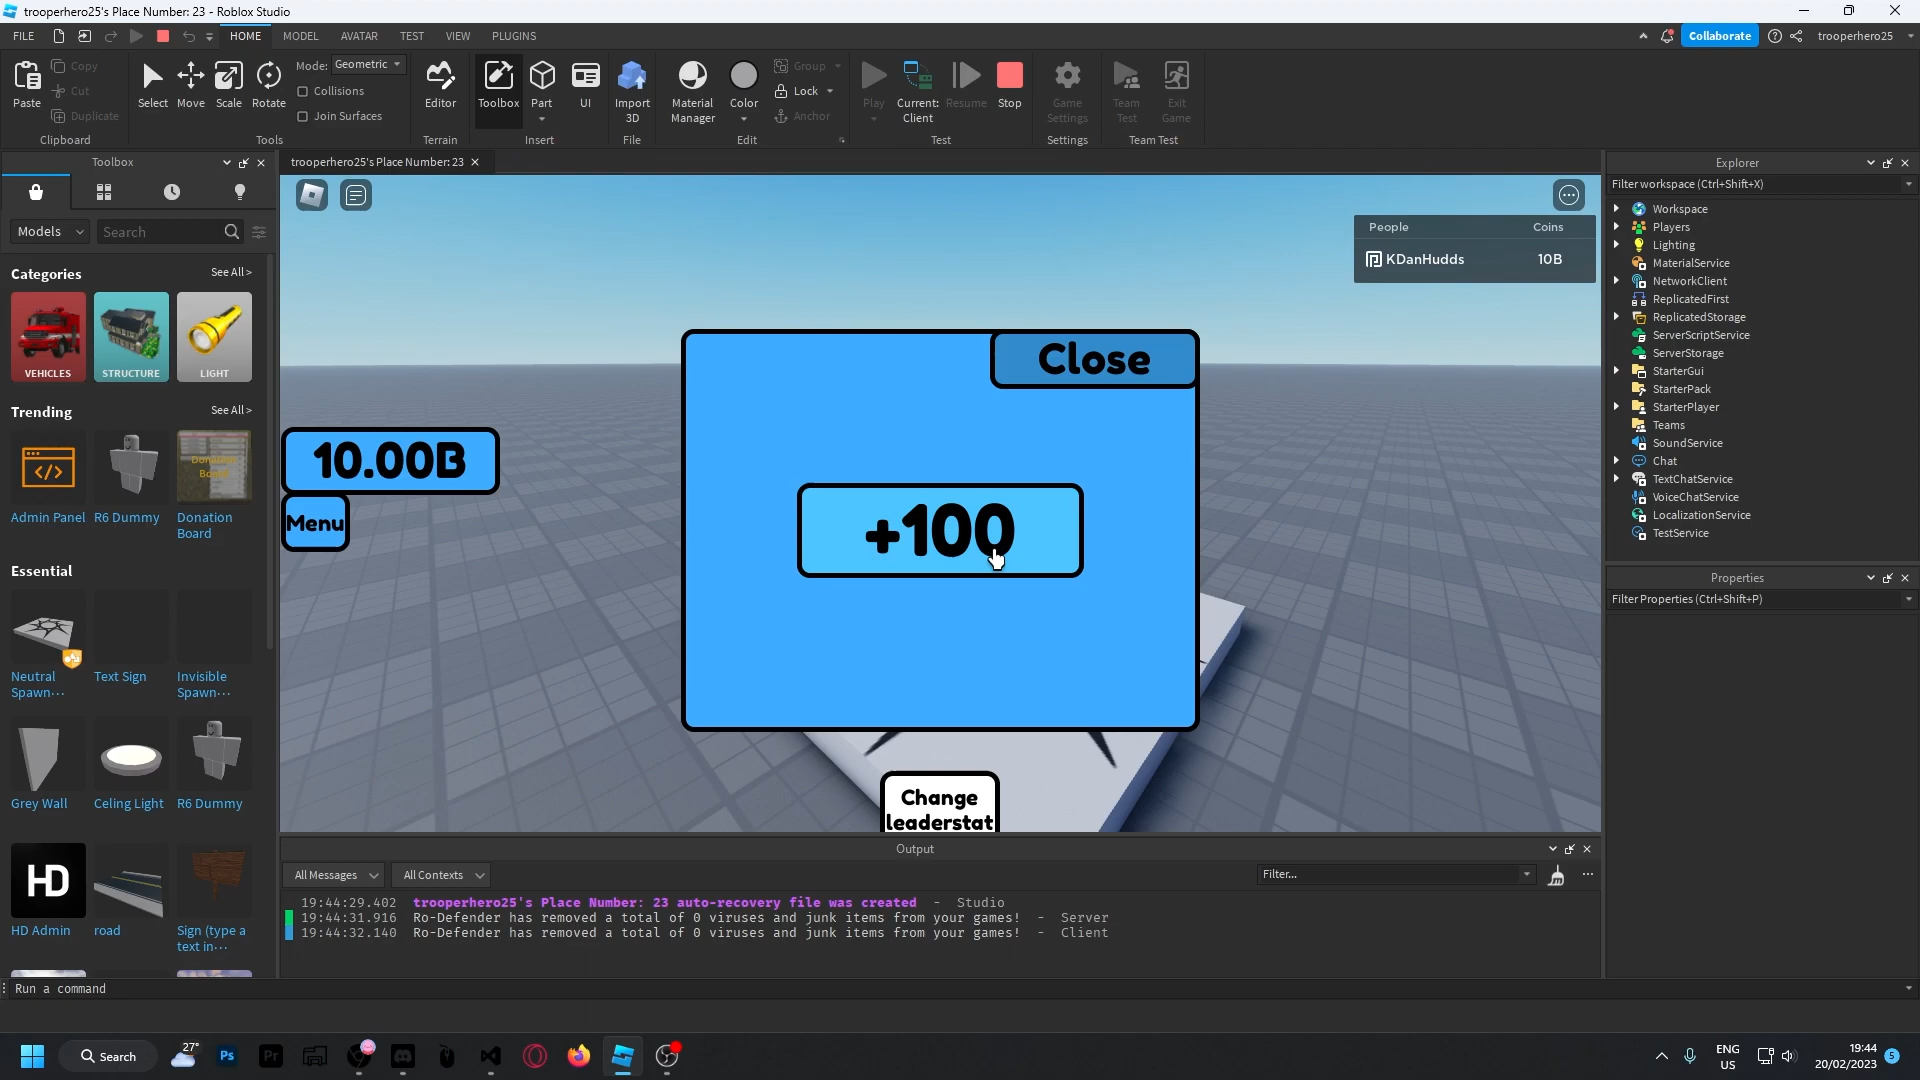 trooperhero25's Place Number: 23 - Roblox Studio
FILE HOME MODEL AVATAR TEST VIEW PLUGINS Collaborate trooperhero25
Paste Copy Cut Duplicate Clipboard
Select Move Scale Rotate Mode: Geometric Collisions Join Surfaces Tools
Editor Terrain
Toolbox Part UI Insert
Import 3D File
Material Manager Color Group Lock Anchor Edit
Play Current: Client Resume Stop Test
Game Settings Settings
Team Test Exit Game Team Test
Toolbox
Models Search
Categories See All >
VEHICLES STRUCTURE LIGHT
Trending See All >
Donation Board
Admin Panel R6 Dummy Donation Board
Essential
Neutral Spawn... Text Sign Invisible Spawn...
Grey Wall Celing Light R6 Dummy
HD
HD Admin road Sign (type a text in...
trooperhero25's Place Number: 23
People Coins
KDanHudds 10B
Close
10.00B
Menu
+100
Change
leaderstat
Output
All Messages All Contexts Filter...
19:44:29.402 trooperhero25's Place Number: 23 auto-recovery file was created - Studio
19:44:31.916 Ro-Defender has removed a total of 0 viruses and junk items from your games! - Server
19:44:32.140 Ro-Defender has removed a total of 0 viruses and junk items from your games! - Client
Explorer
Filter workspace (Ctrl+Shift+X)
Workspace
Players
Lighting
MaterialService
NetworkClient
ReplicatedFirst
ReplicatedStorage
ServerScriptService
ServerStorage
StarterGui
StarterPack
StarterPlayer
Teams
SoundService
Chat
TextChatService
VoiceChatService
LocalizationService
TestService
Properties
Filter Properties (Ctrl+Shift+P)
Run a command
Search 27° Ps Pr
ENG
US
19:44
20/02/2023 5